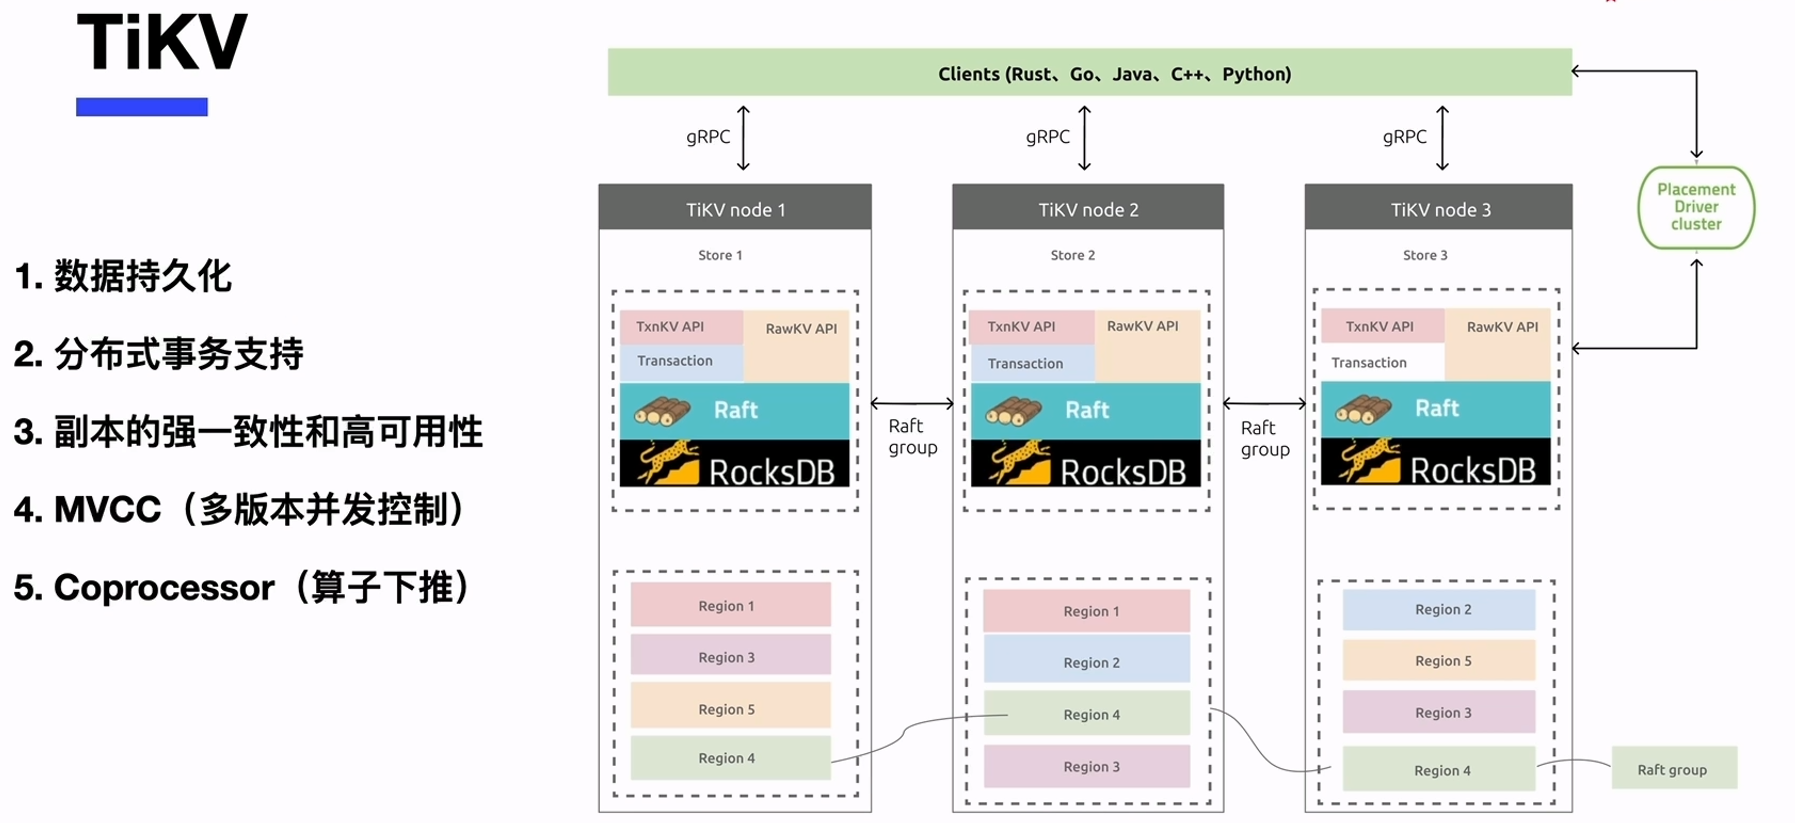 TiKV
1. 数据持久化
2. 分布式事务支持
3. 副本的强一致性和高可用性
4. MVCC（多版本并发控制）
5. Coprocessor（算子下推）
Clients (Rust、Go、Java、C++、Python)
gRPC
gRPC
gRPC
Placement
Driver
cluster
TiKV node 1
Store 1
TxnKV API
RawKV API
Transaction
Raft
RocksDB
Region 1
Region 3
Region 5
Region 4
Raft
group
TiKV node 2
Store 2
TxnKV API
RawKV API
Transaction
Raft
RocksDB
Region 1
Region 2
Region 4
Region 3
Raft
group
TiKV node 3
Store 3
TxnKV API
RawKV API
Transaction
Raft
RocksDB
Region 2
Region 5
Region 3
Region 4
Raft group